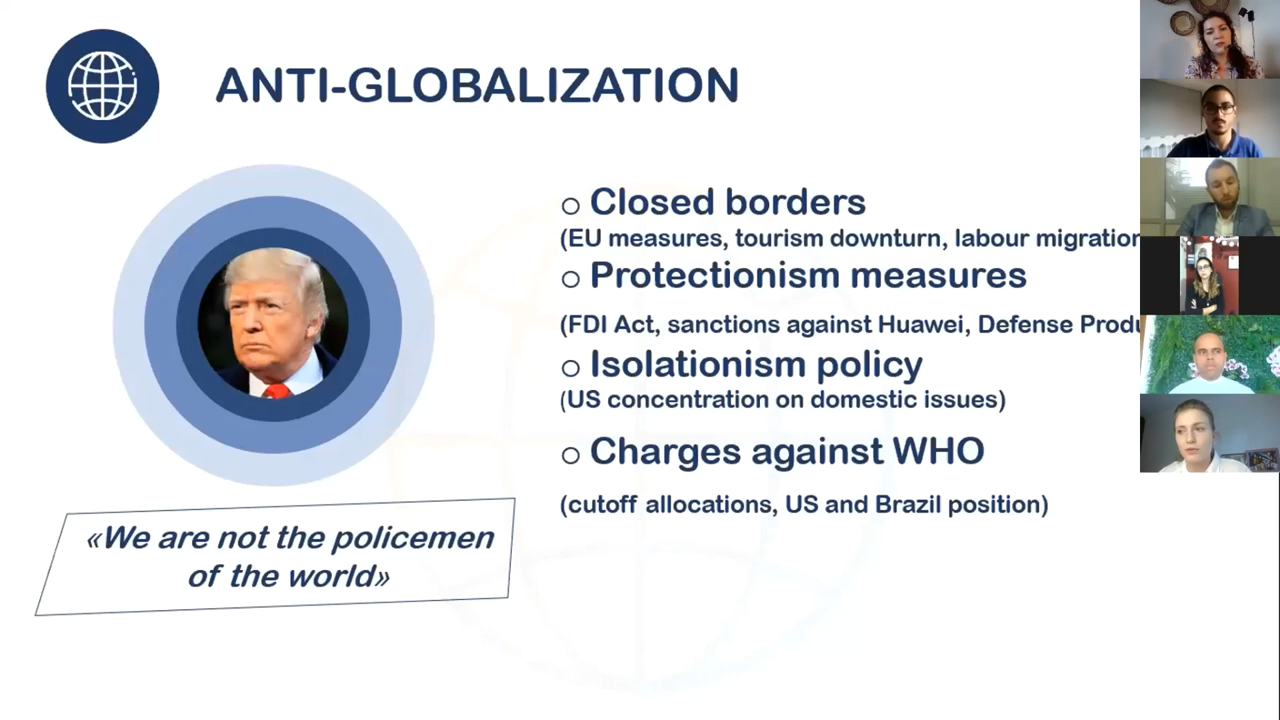 ANTI-GLOBALIZATION
Closed borders
(EU measures, tourism downturn, labour migration
Protectionism measures
(FDI Act, sanctions against Huawei, Defense
Isolationism policy
(US concentration on domestic issues)
Charges against WHO
(cutoff allocations, US and Brazil position)
«We are not the policemen
of the world»